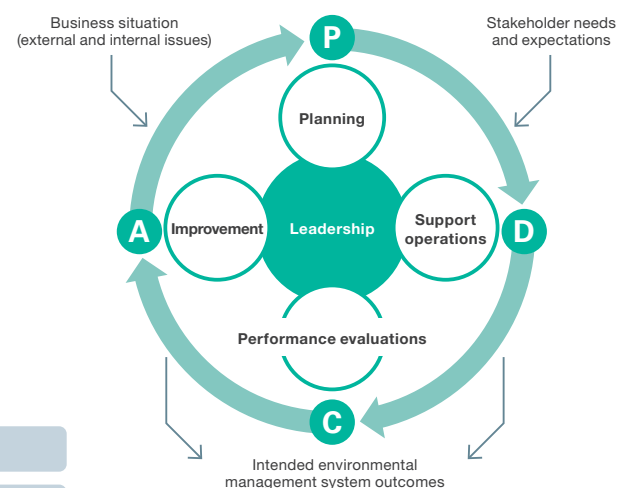 Business situation
(external and internal issues)
Stakeholder needs
and expectations
P
Planning
A
Improvement
Leadership
Support
operations
D
Performance evaluations
C
Intended environmental
management system outcomes